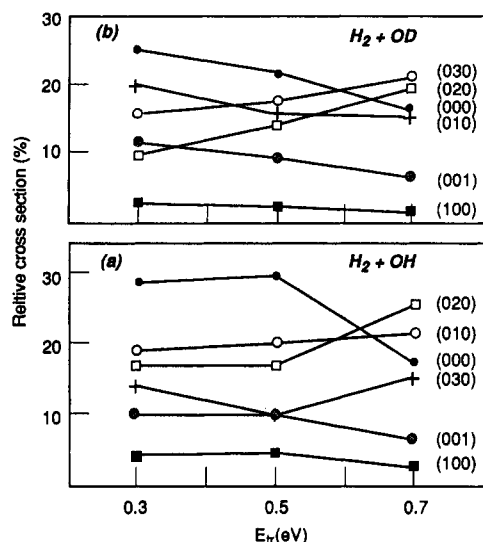 (b)
H2 + OD
30
20
10
(030)
(020)
(000)
(010)
(001)
(100)
Reltive cross section (%)
(a)
H2 + OH
30
20
10
(020)
(010)
(000)
(030)
(001)
(100)
0.3 0.5 0.7
Etr(eV)